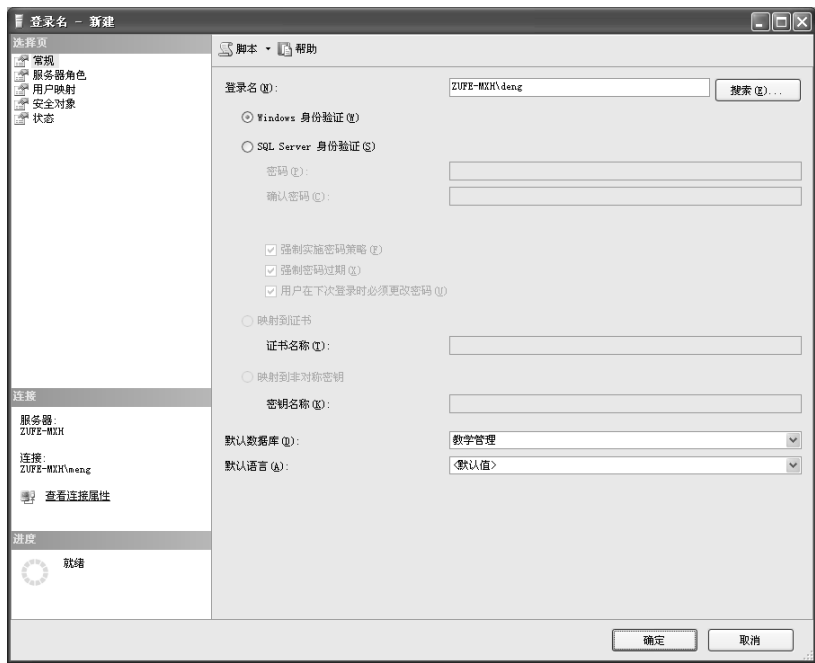 登录名 - 新建
选择页
常规
服务器角色
用户映射
安全对象
状态
脚本
帮助
登录名(N):
ZUFE-MXH\deng
搜索(E)...
Windows 身份验证(W)
SQL Server 身份验证(S)
密码(P):
确认密码(C):
强制实施密码策略(F)
强制密码过期(X)
用户在下次登录时必须更改密码(U)
映射到证书
证书名称(T):
映射到非对称密钥
密钥名称(K):
默认数据库(D):
教学管理
默认语言(A):
<默认值>
连接
服务器:
ZUFE-MXH
连接:
ZUFE-MXH\meng
查看连接属性
进度
就绪
确定
取消